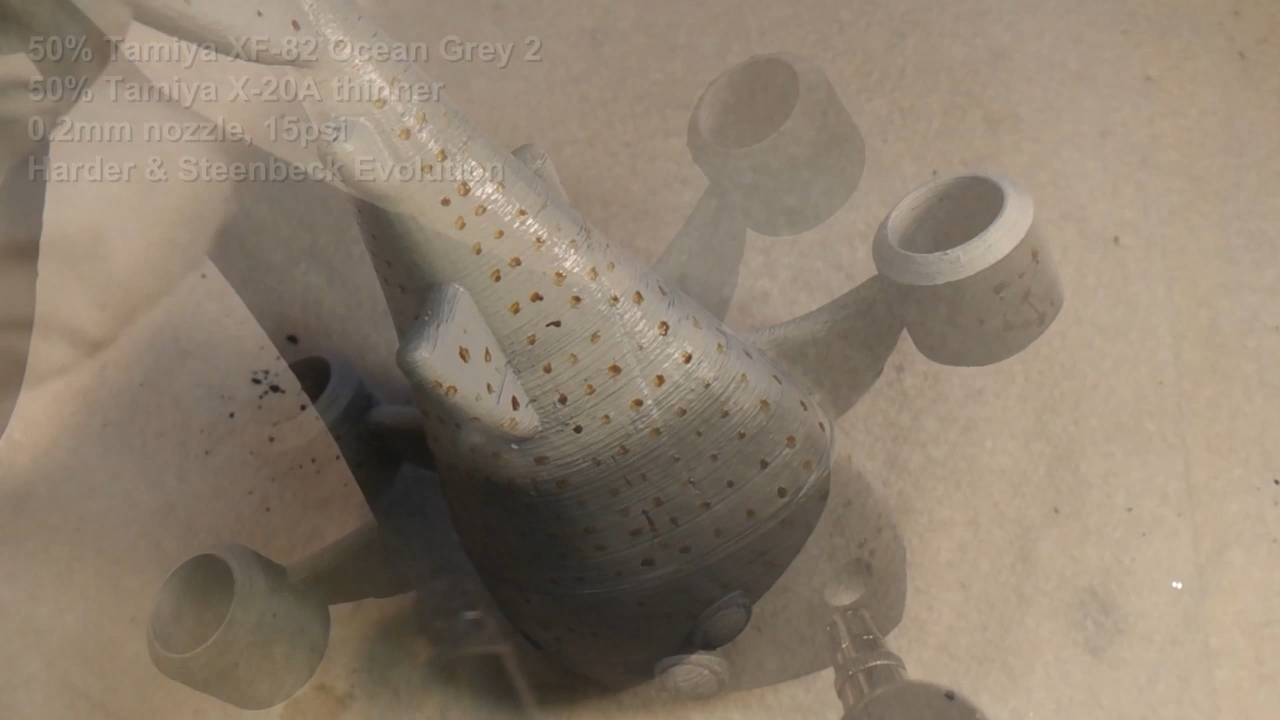 50% Tamiya XF-82 Ocean Grey 2
50% Tamiya X-20A thinner
0.2mm nozzle, 15psi
Harder & Steenbeck Evolution